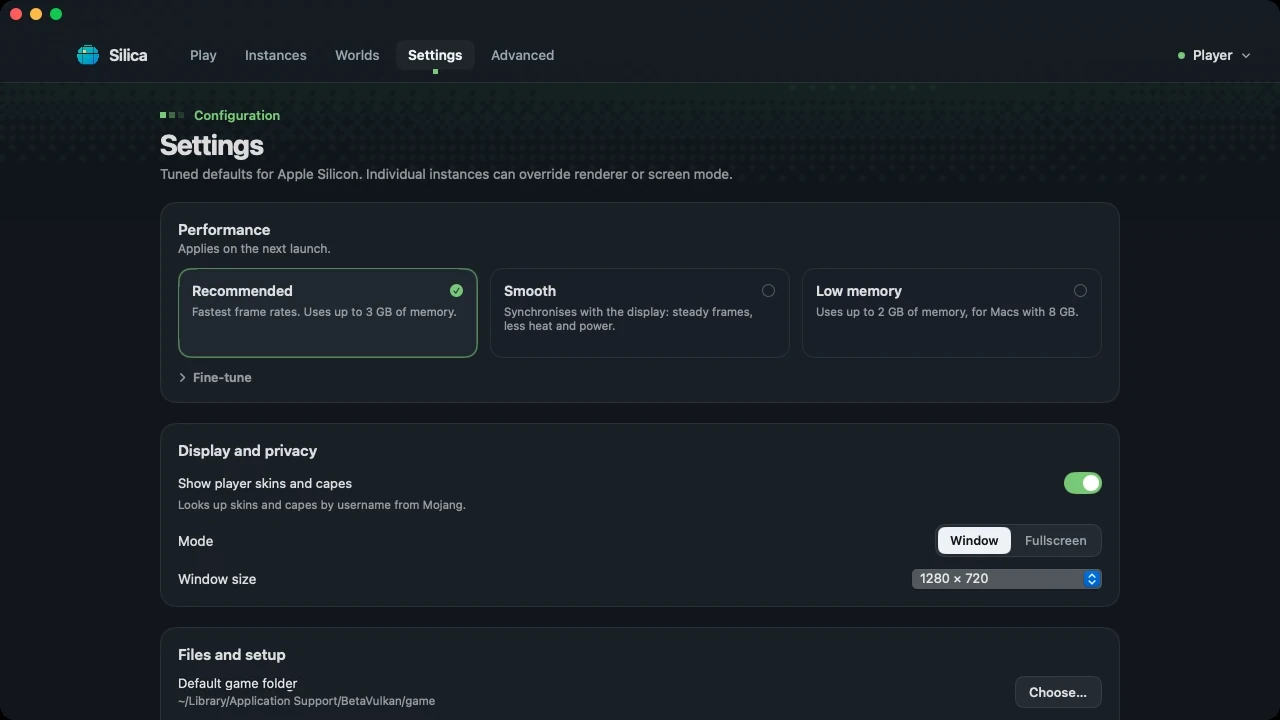 Silica
Play
Instances
Worlds
Settings
Advanced
Player
Configuration
Settings
Tuned defaults for Apple Silicon. Individual instances can override renderer or screen mode.
Performance
Applies on the next launch.
Recommended
Fastest frame rates. Uses up to 3 GB of memory.
Smooth
Synchronises with the display: steady frames,
less heat and power.
Low memory
Uses up to 2 GB of memory, for Macs with 8 GB.
Fine-tune
Display and privacy
Show player skins and capes
Looks up skins and capes by username from Mojang.
Mode
Window
Fullscreen
Window size
1280 × 720
Files and setup
Default game folder
~/Library/Application Support/BetaVulkan/game
Choose...